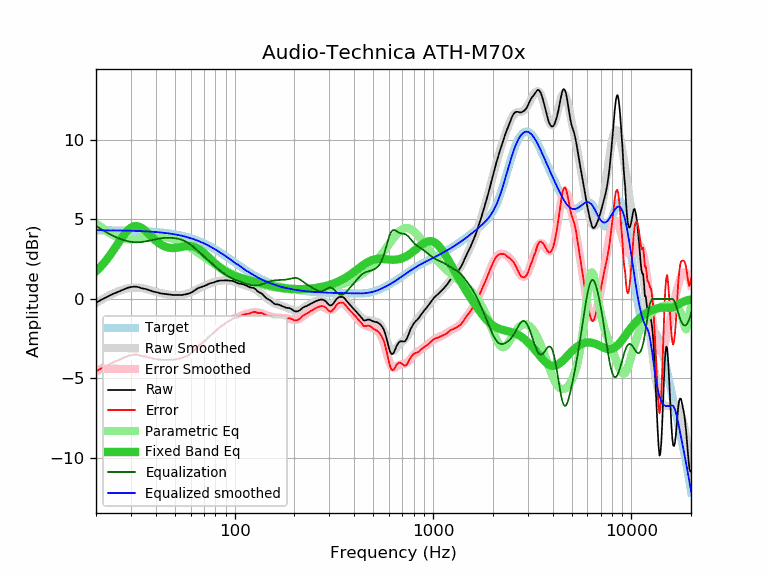 Audio-Technica ATH-M70x
Amplitude (dBr)
10
5
0
−5
−10
Target
Raw Smoothed
Error Smoothed
Raw
Error
Parametric Eq
Fixed Band Eq
Equalization
Equalized smoothed
100
1000
10000
Frequency (Hz)